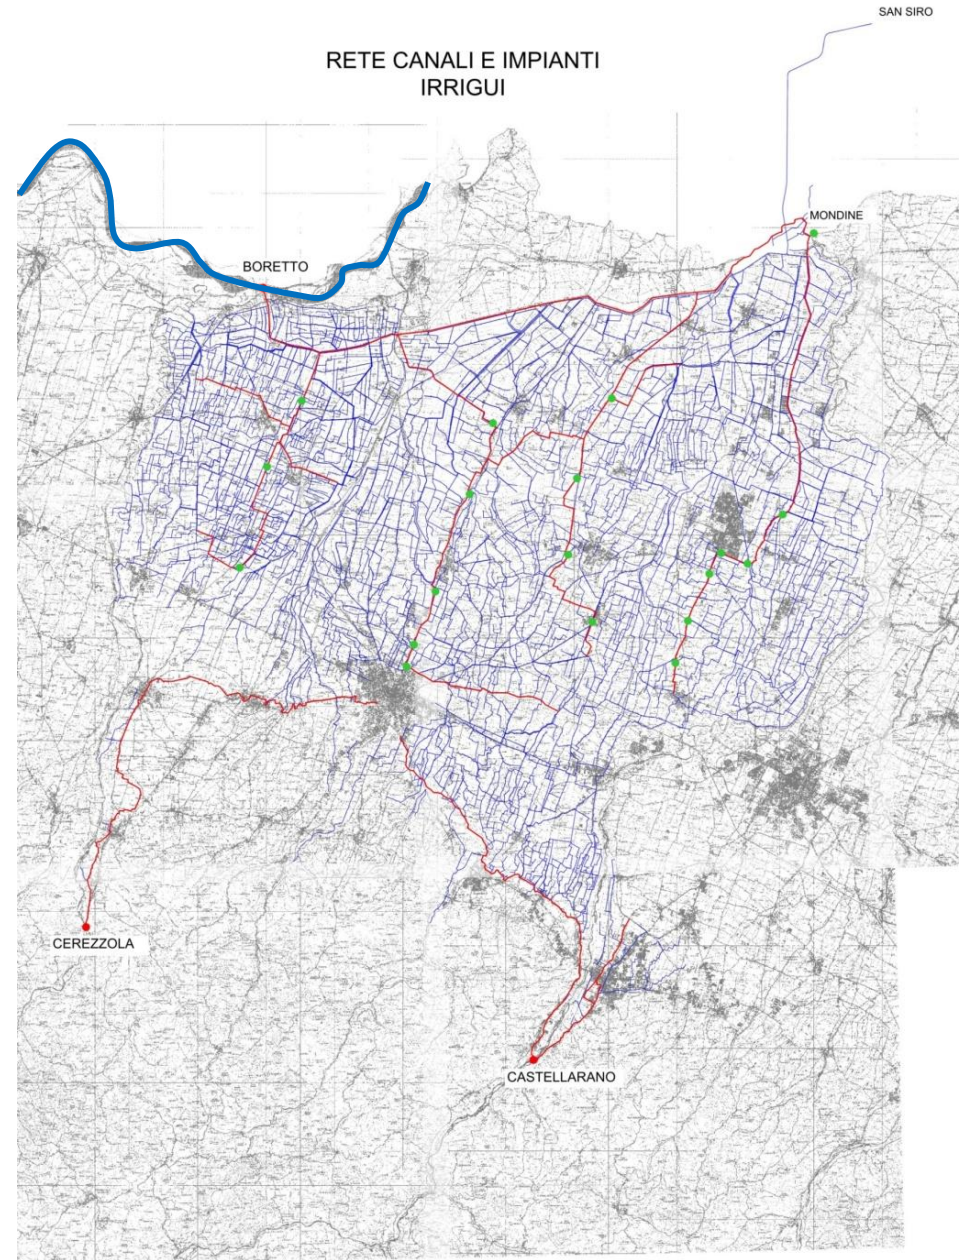 SAN SIRO
RETE CANALI E IMPIANTI
IRRIGUI
MONDINE
BORETTO
CEREZZOLA
CASTELLARANO